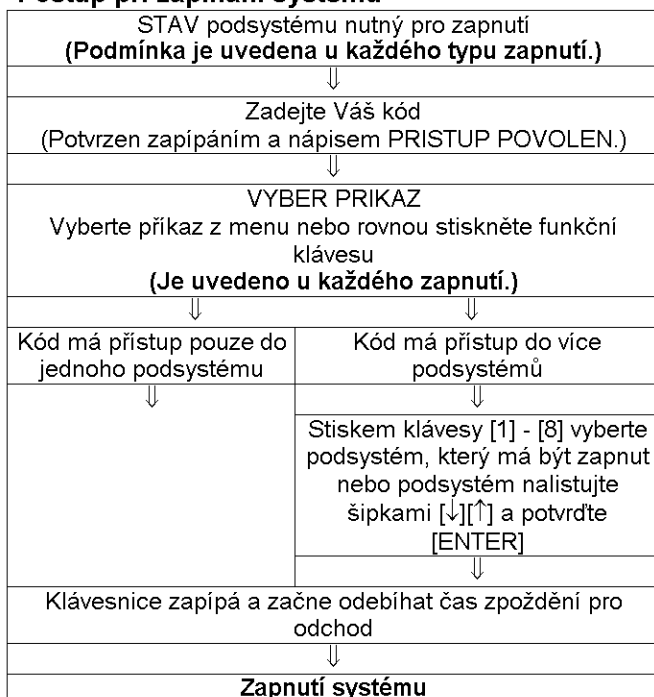 Postup při zapínání systému
STAV podsystému nutný pro zapnutí
(Podmínka je uvedena u každého typu zapnutí.)
⇓
Zadejte Váš kód
(Potvrzen zapípáním a nápisem PRISTUP POVOLEN.)
⇓
VYBER PRIKAZ
Vyberte příkaz z menu nebo rovnou stiskněte funkční
klávesu
(Je uvedeno u každého zapnutí.)
⇓ ⇓
Kód má přístup pouze do
jednoho podsystému
⇓
Kód má přístup do více
podsystémů
⇓
Stiskem klávesy [1] - [8] vyberte
podsystém, který má být zapnut
nebo podsystém nalistujte
šipkami [↓][↑] a potvrďte
[ENTER]
⇓
Klávesnice zapípá a začne odebíhat čas zpoždění pro
odchod
⇓
Zapnutí systému